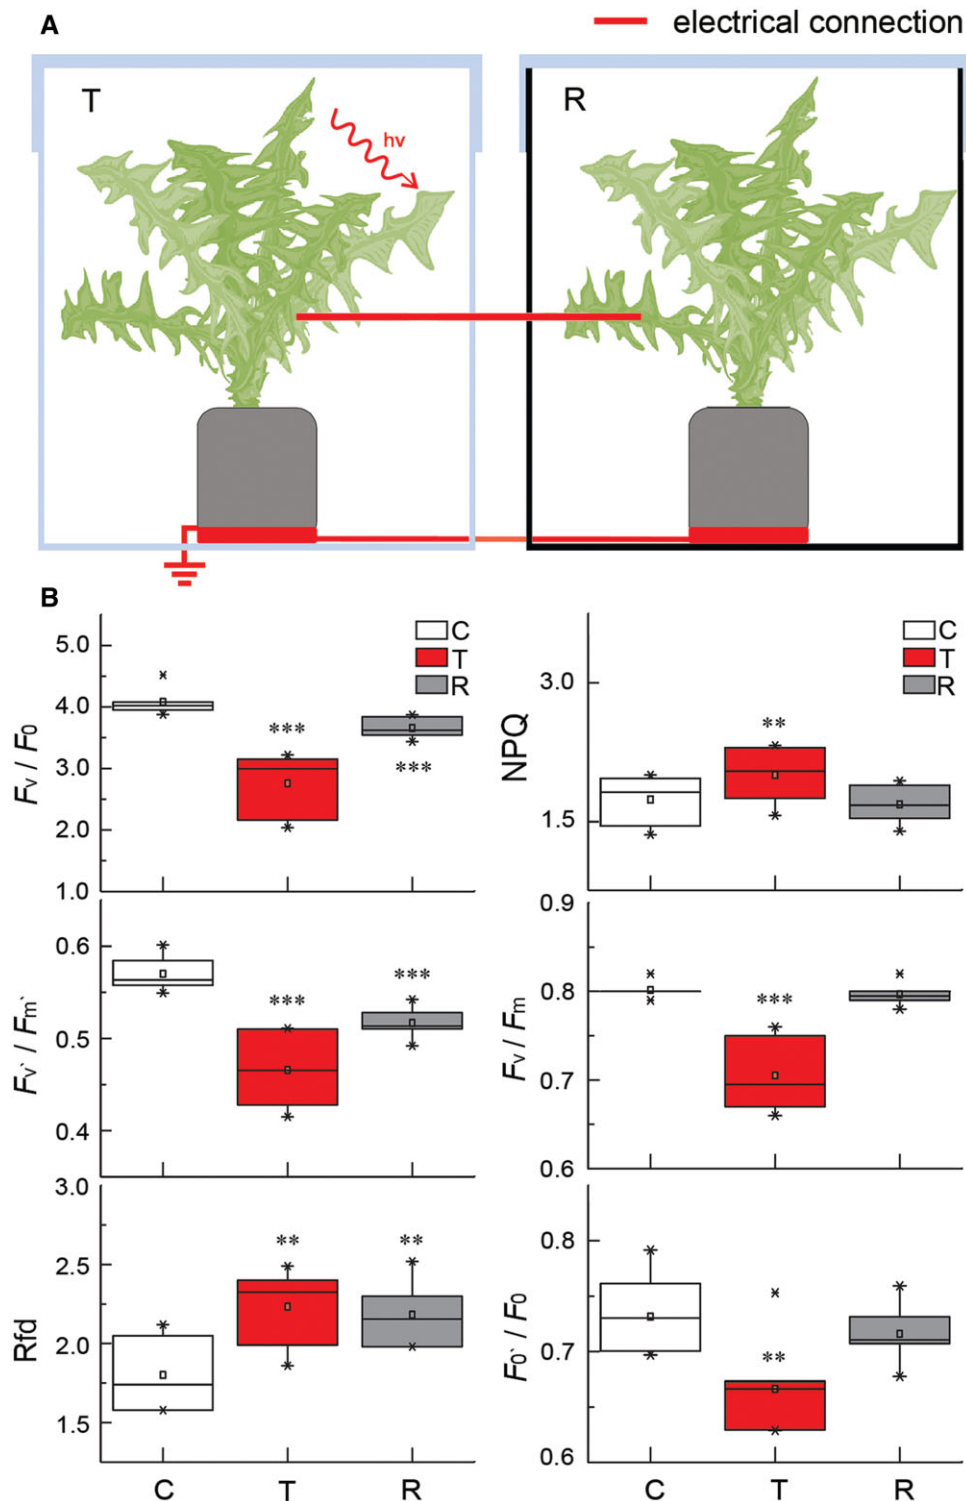 A
electrical connection
T
hv
R
B
5.0
4.0
3.0
2.0
1.0
Fv / F0
C
T
R
***
***
3.0
1.5
NPQ
C
T
R
**
0.6
0.5
0.4
Fv` / Fm`
***
***
0.9
0.8
0.7
0.6
Fv / Fm
***
3.0
2.5
2.0
1.5
Rfd
**
**
C
T
R
0.8
0.7
0.6
F0` / F0
**
C
T
R